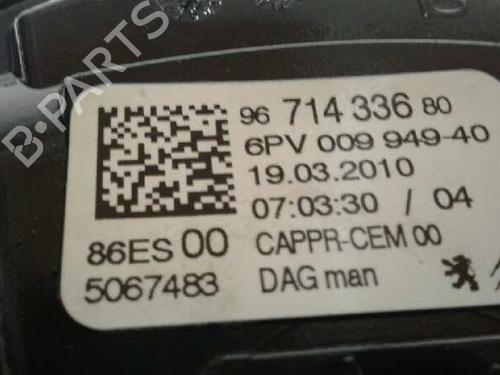 B-PARTS
96 714 336 80
6PV 009 949-40
19.03.2010
07:03:30 / 04
86ES 00 CAPPR-CEM 00
5067483 DAG man